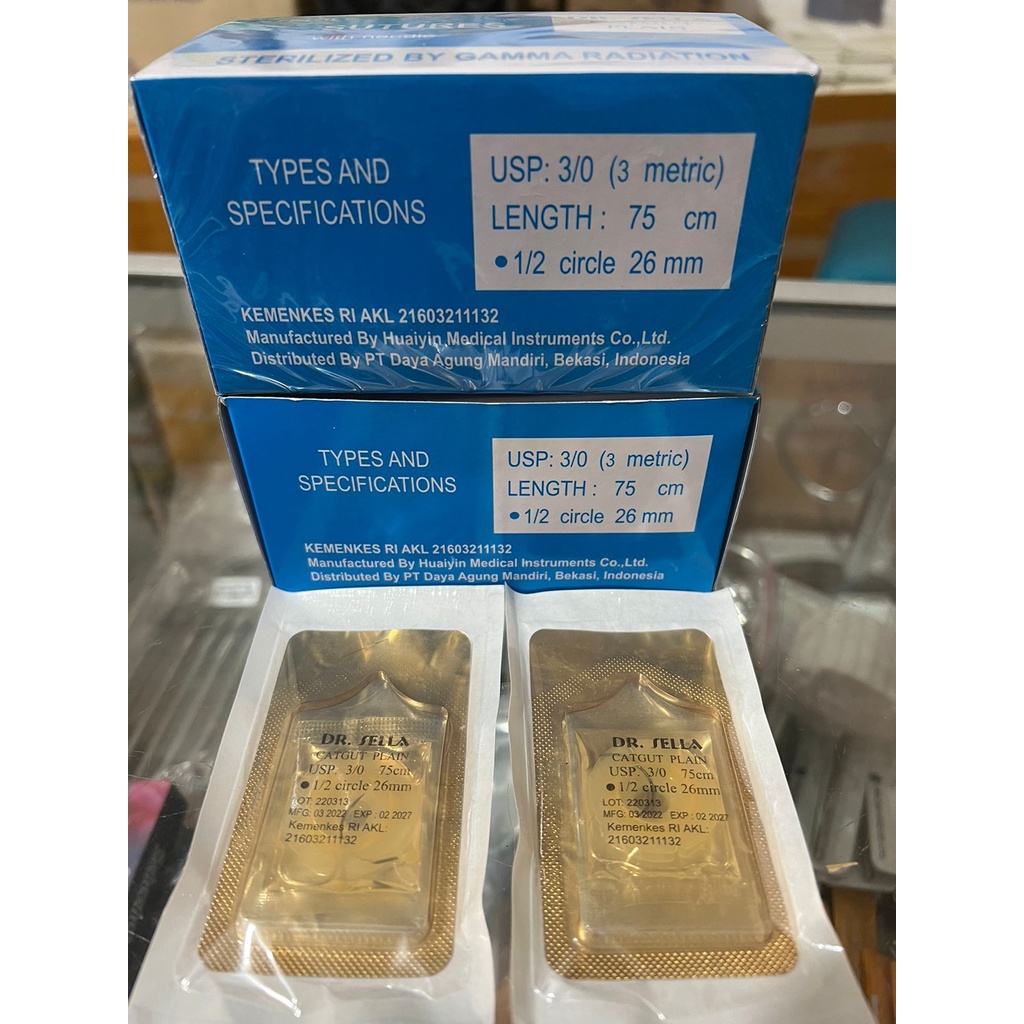 SUTURES
with needle
DR. SELLA
PLAIN
STERILIZED BY GAMMA RADIATION
TYPES AND
SPECIFICATIONS
USP: 3/0 (3 metric)
LENGTH : 75 cm
• 1/2 circle 26 mm
KEMENKES RI AKL 21603211132
Manufactured By Huaiyin Medical Instruments Co.,Ltd.
Distributed By PT Daya Agung Mandiri, Bekasi, Indonesia
TYPES AND
SPECIFICATIONS
USP: 3/0 (3 metric)
LENGTH : 75 cm
• 1/2 circle 26 mm
KEMENKES RI AKL 21603211132
Manufactured By Huaiyin Medical Instruments Co.,Ltd.
Distributed By PT Daya Agung Mandiri, Bekasi, Indonesia
DR. SELLA
CATGUT PLAIN
USP: 3/0 75cm
• 1/2 circle 26mm
LOT: 220313
MFG: 03 2022 EXP : 02 2027
Kemenkes RI AKL:
21603211132
DR. SELLA
CATGUT PLAIN
USP: 3/0 75cm
• 1/2 circle 26mm
LOT: 220313
MFG: 03 2022 EXP : 02 2027
Kemenkes RI AKL:
21603211132